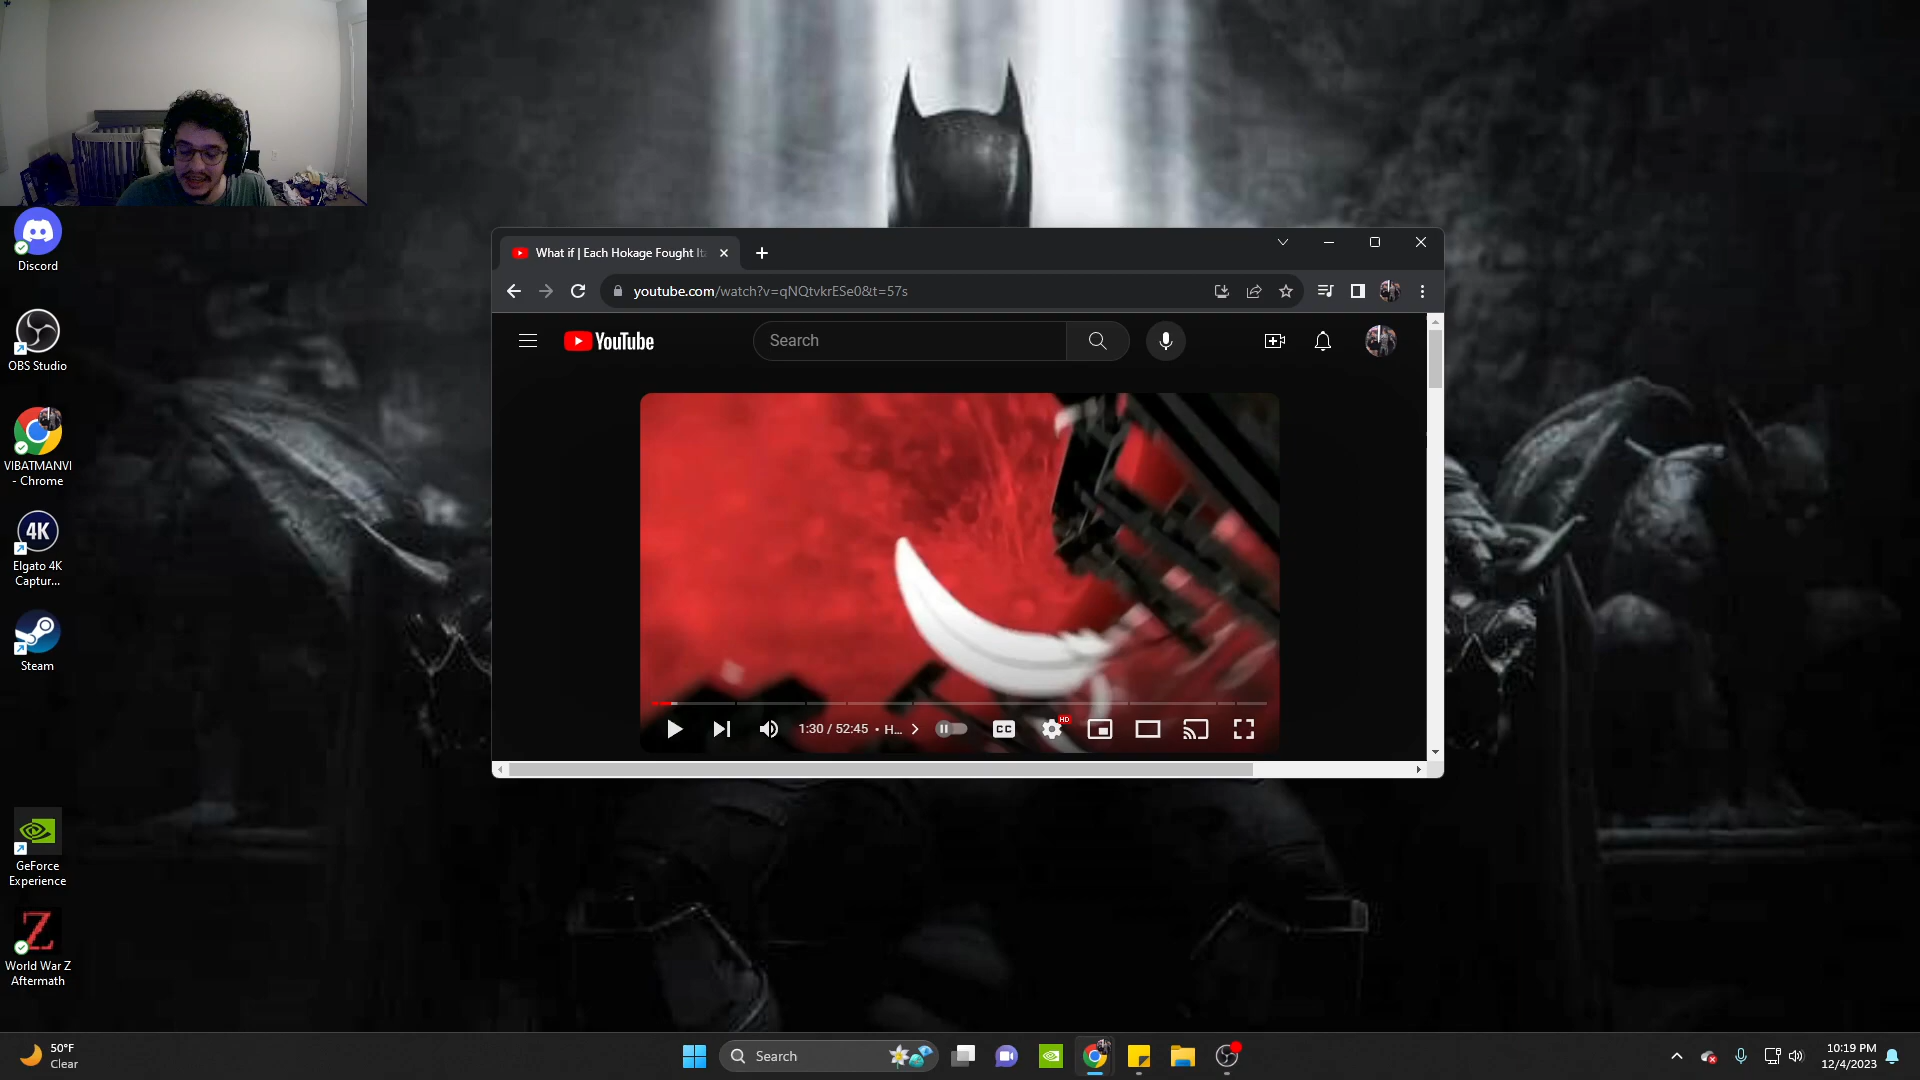 Discord
OBS Studio
VIBATMANVI
- Chrome
4K
Elgato 4K
Captur...
Steam
GeForce
Experience
Z
World War Z
Aftermath
What if | Each Hokage Fought Ita
youtube.com/watch?v=qNQtvkrESe0&t=57s
YouTube
Search
1:30 / 52:45 • H...
CC
HD
50°F
Clear
Search
10:19 PM
12/4/2023